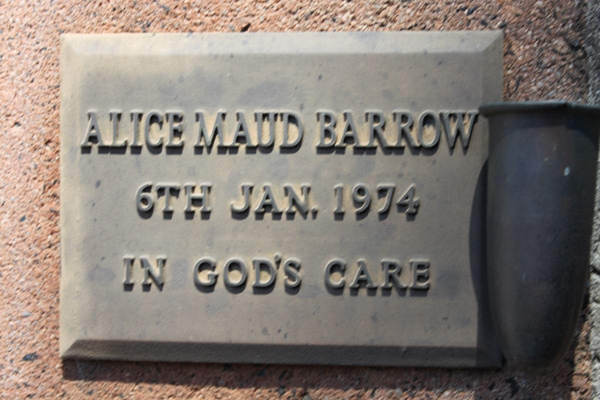 ALICE MAUD BARROW
6TH JAN. 1974
IN GOD'S CARE